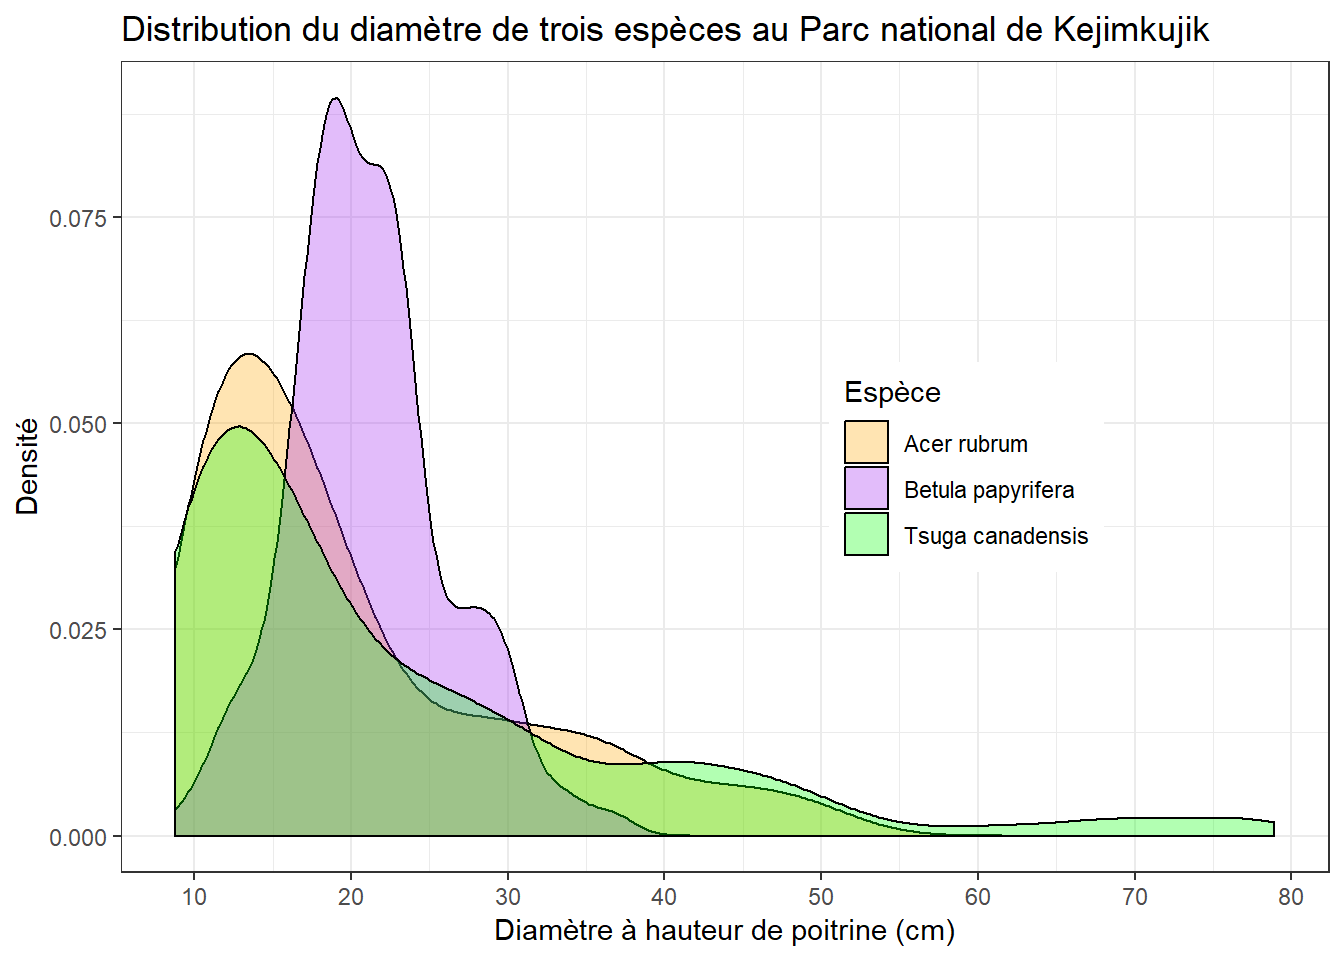 Distribution du diamètre de trois espèces au Parc national de Kejimkujik
Densité
0.075
0.050
0.025
0.000
Espèce
Acer rubrum
Betula papyrifera
Tsuga canadensis
10 20 30 40 50 60 70 80
Diamètre à hauteur de poitrine (cm)